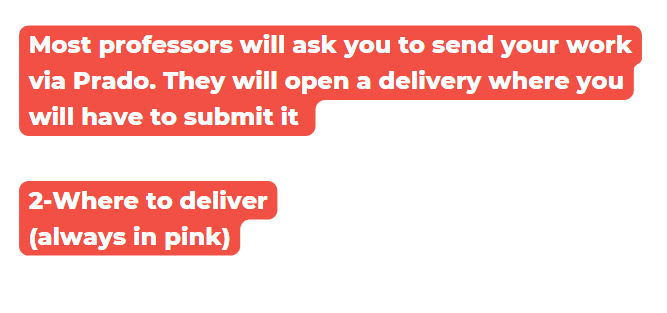 Most professors will ask you to send your work
via Prado. They will open a delivery where you
will have to submit it
2-Where to deliver
(always in pink)